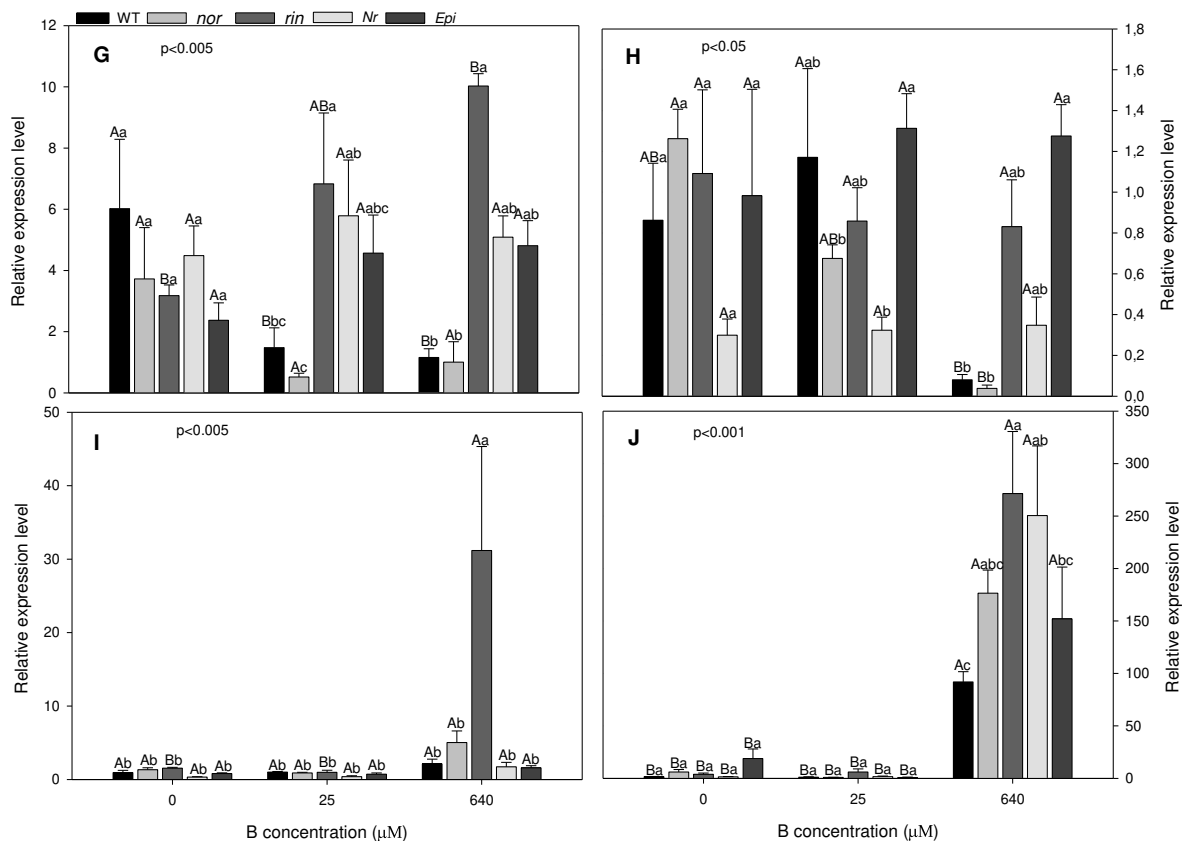 WT nor rin Nr Epi
G
p<0.005
Relative expression level
12
10
8
6
4
2
0
Aa Aa Ba Aa Aa
Bbc Ac ABa Aab Aabc
Bb Ab Ba Aab Aab
H
p<0.05
Relative expression level
1,8
1,6
1,4
1,2
1,0
0,8
0,6
0,4
0,2
0,0
ABa Aa Aa Aa Aa
Aab ABb Aab Ab Aa
Bb Bb Aab Aab Aa
I
p<0.005
Relative expression level
50
40
30
20
10
0
Ab Ab Bb Ab Ab
Ab Ab Bb Ab Ab
Ab Ab Aa Ab Ab
0 25 640
B concentration (μM)
J
p<0.001
Relative expression level
350
300
250
200
150
100
50
0
Ba Ba Ba Ba Ba
Ba Ba Ba Ba Ba
Ac Aabc Aa Aab Abc
0 25 640
B concentration (μM)